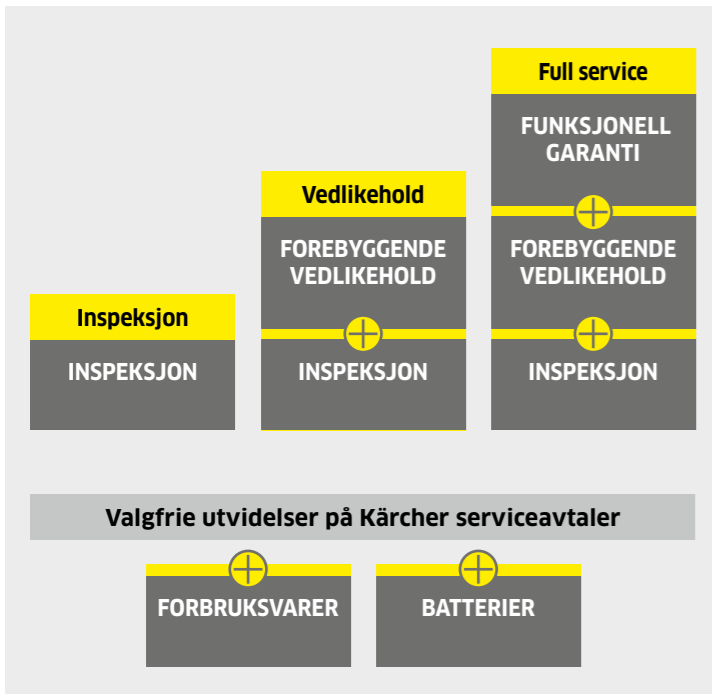 Inspeksjon
INSPEKSJON
Vedlikehold
FOREBYGGENDE
VEDLIKEHOLD
INSPEKSJON
Full service
FUNKSJONELL
GARANTI
FOREBYGGENDE
VEDLIKEHOLD
INSPEKSJON
Valgfrie utvidelser på Kärcher serviceavtaler
FORBRUKSVARER
BATTERIER